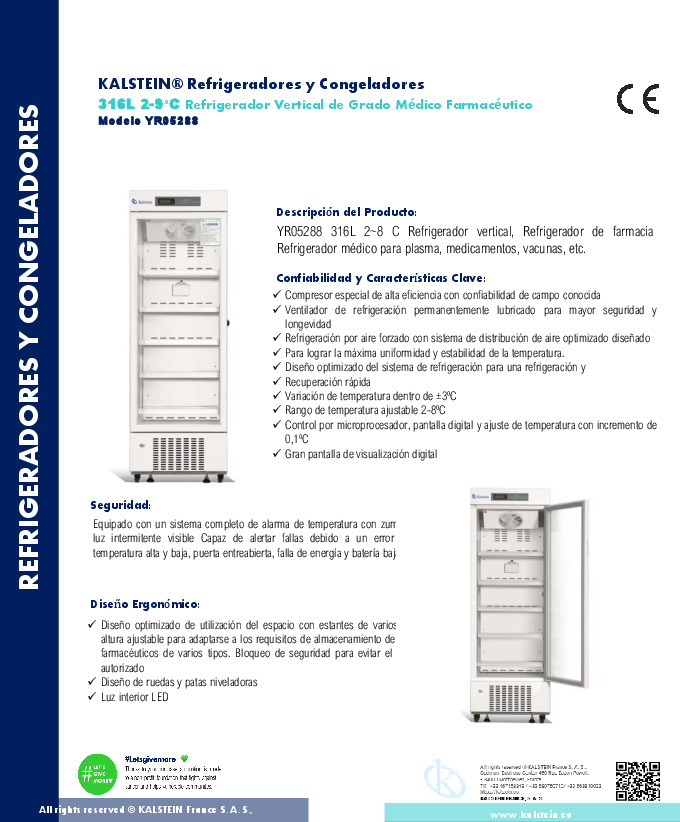 KALSTEIN® Refrigeradores y Congeladores
316L 2-9°C Refrigerador Vertical de Grado Médico Farmacéutico
Modelo YR05288
CE
REFRIGERADORES Y CONGELADORES
Kalstein
Descripción del Producto:
YR05288 316L 2~8 C Refrigerador vertical, Refrigerador de farmacia
Refrigerador médico para plasma, medicamentos, vacunas, etc.
Confiabilidad y Características Clave:
✓ Compresor especial de alta eficiencia con confiabilidad de campo conocida
✓ Ventilador de refrigeración permanentemente lubricado para mayor seguridad y
longevidad
✓ Refrigeración por aire forzado con sistema de distribución de aire optimizado diseñado
✓ Para lograr la máxima uniformidad y estabilidad de la temperatura.
✓ Diseño optimizado del sistema de refrigeración para una refrigeración y
✓ Recuperación rápida
✓ Variación de temperatura dentro de ±3ºC
✓ Rango de temperatura ajustable 2~8ºC
✓ Control por microprocesador, pantalla digital y ajuste de temperatura con incremento de
0,1ºC
✓ Gran pantalla de visualización digital
Seguridad:
Equipado con un sistema completo de alarma de temperatura con zum
luz intermitente visible Capaz de alertar fallas debido a un error
temperatura alta y baja, puerta entreabierta, falla de energía y batería baj
Kalstein
Diseño Ergonómico:
✓ Diseño optimizado de utilización del espacio con estantes de varios
altura ajustable para adaptarse a los requisitos de almacenamiento de
farmacéuticos de varios tipos. Bloqueo de seguridad para evitar el
autorizado
✓ Diseño de ruedas y patas niveladoras
✓ Luz interior LED
#LET'S GIVE MORE
#Letsgivemore
All rights reserved © KALSTEIN France S.A.S.,
KALSTEIN FRANCE, S. A. S
All rights reserved © KALSTEIN France S.A.S.,
www.kalstein.eu